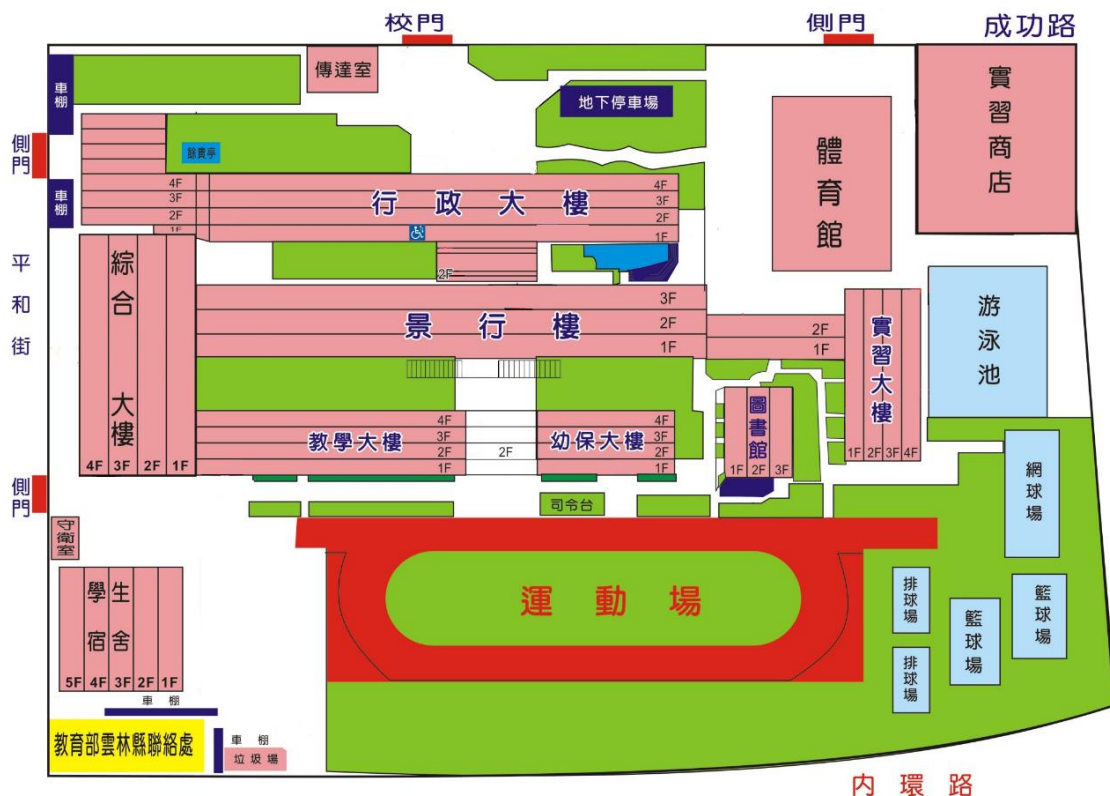 校門
側門
成功路
傳達室
車棚
地下停車場
實習商店
體育館
側門
車棚
4F
3F
2F
1F
行政大樓
4F
3F
2F
1F
2F
平和街
綜合大樓
4F 3F 2F 1F
景行樓
3F
2F
1F
2F
1F
實習大樓
1F 2F 3F 4F
游泳池
教學大樓
4F
3F
2F
1F
2F
幼保大樓
4F
3F
2F
1F
圖書館
1F 2F 3F
側門
守衛室
司令台
網球場
學生宿舍
5F 4F 3F 2F 1F
運動場
排球場
排球場
籃球場
籃球場
車棚
教育部雲林縣聯絡處
車棚
垃圾場
內環路